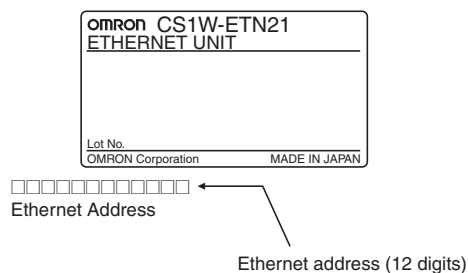 OMRON CS1W-ETN21
ETHERNET UNIT
Lot No.
OMRON Corporation MADE IN JAPAN
□□□□□□□□□□□□
Ethernet Address
Ethernet address (12 digits)